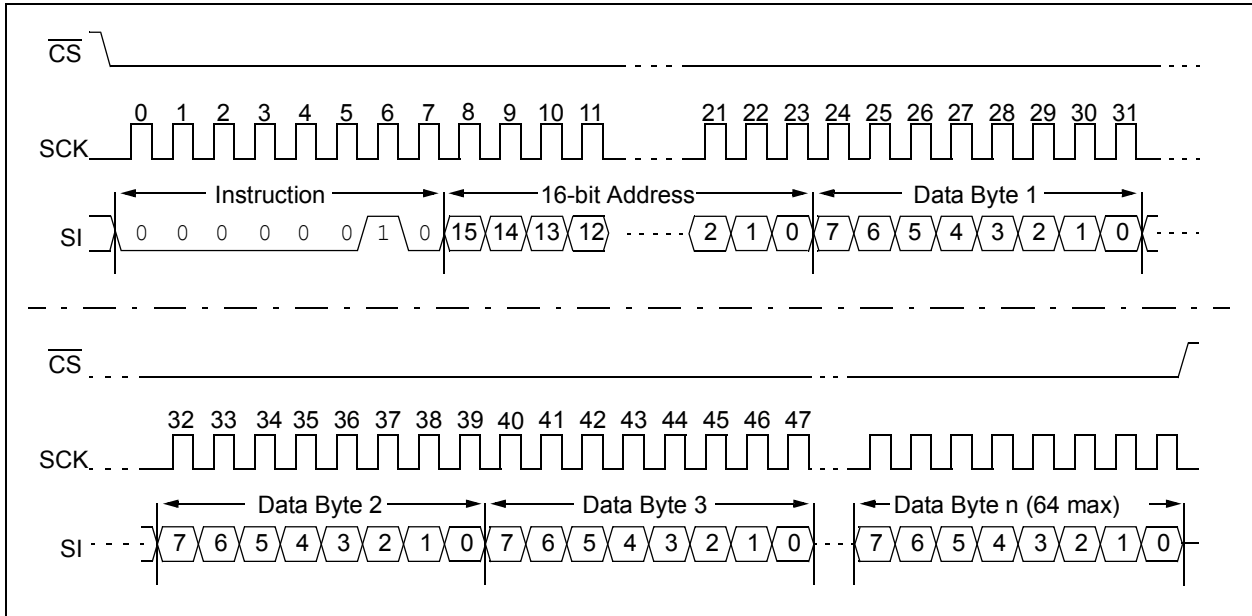 CS
0 1 2 3 4 5 6 7 8 9 10 11 21 22 23 24 25 26 27 28 29 30 31
SCK
Instruction 16-bit Address Data Byte 1
SI 0 0 0 0 0 0 1 0 15 14 13 12 2 1 0 7 6 5 4 3 2 1 0
CS
32 33 34 35 36 37 38 39 40 41 42 43 44 45 46 47
SCK
Data Byte 2 Data Byte 3 Data Byte n (64 max)
SI 7 6 5 4 3 2 1 0 7 6 5 4 3 2 1 0 7 6 5 4 3 2 1 0